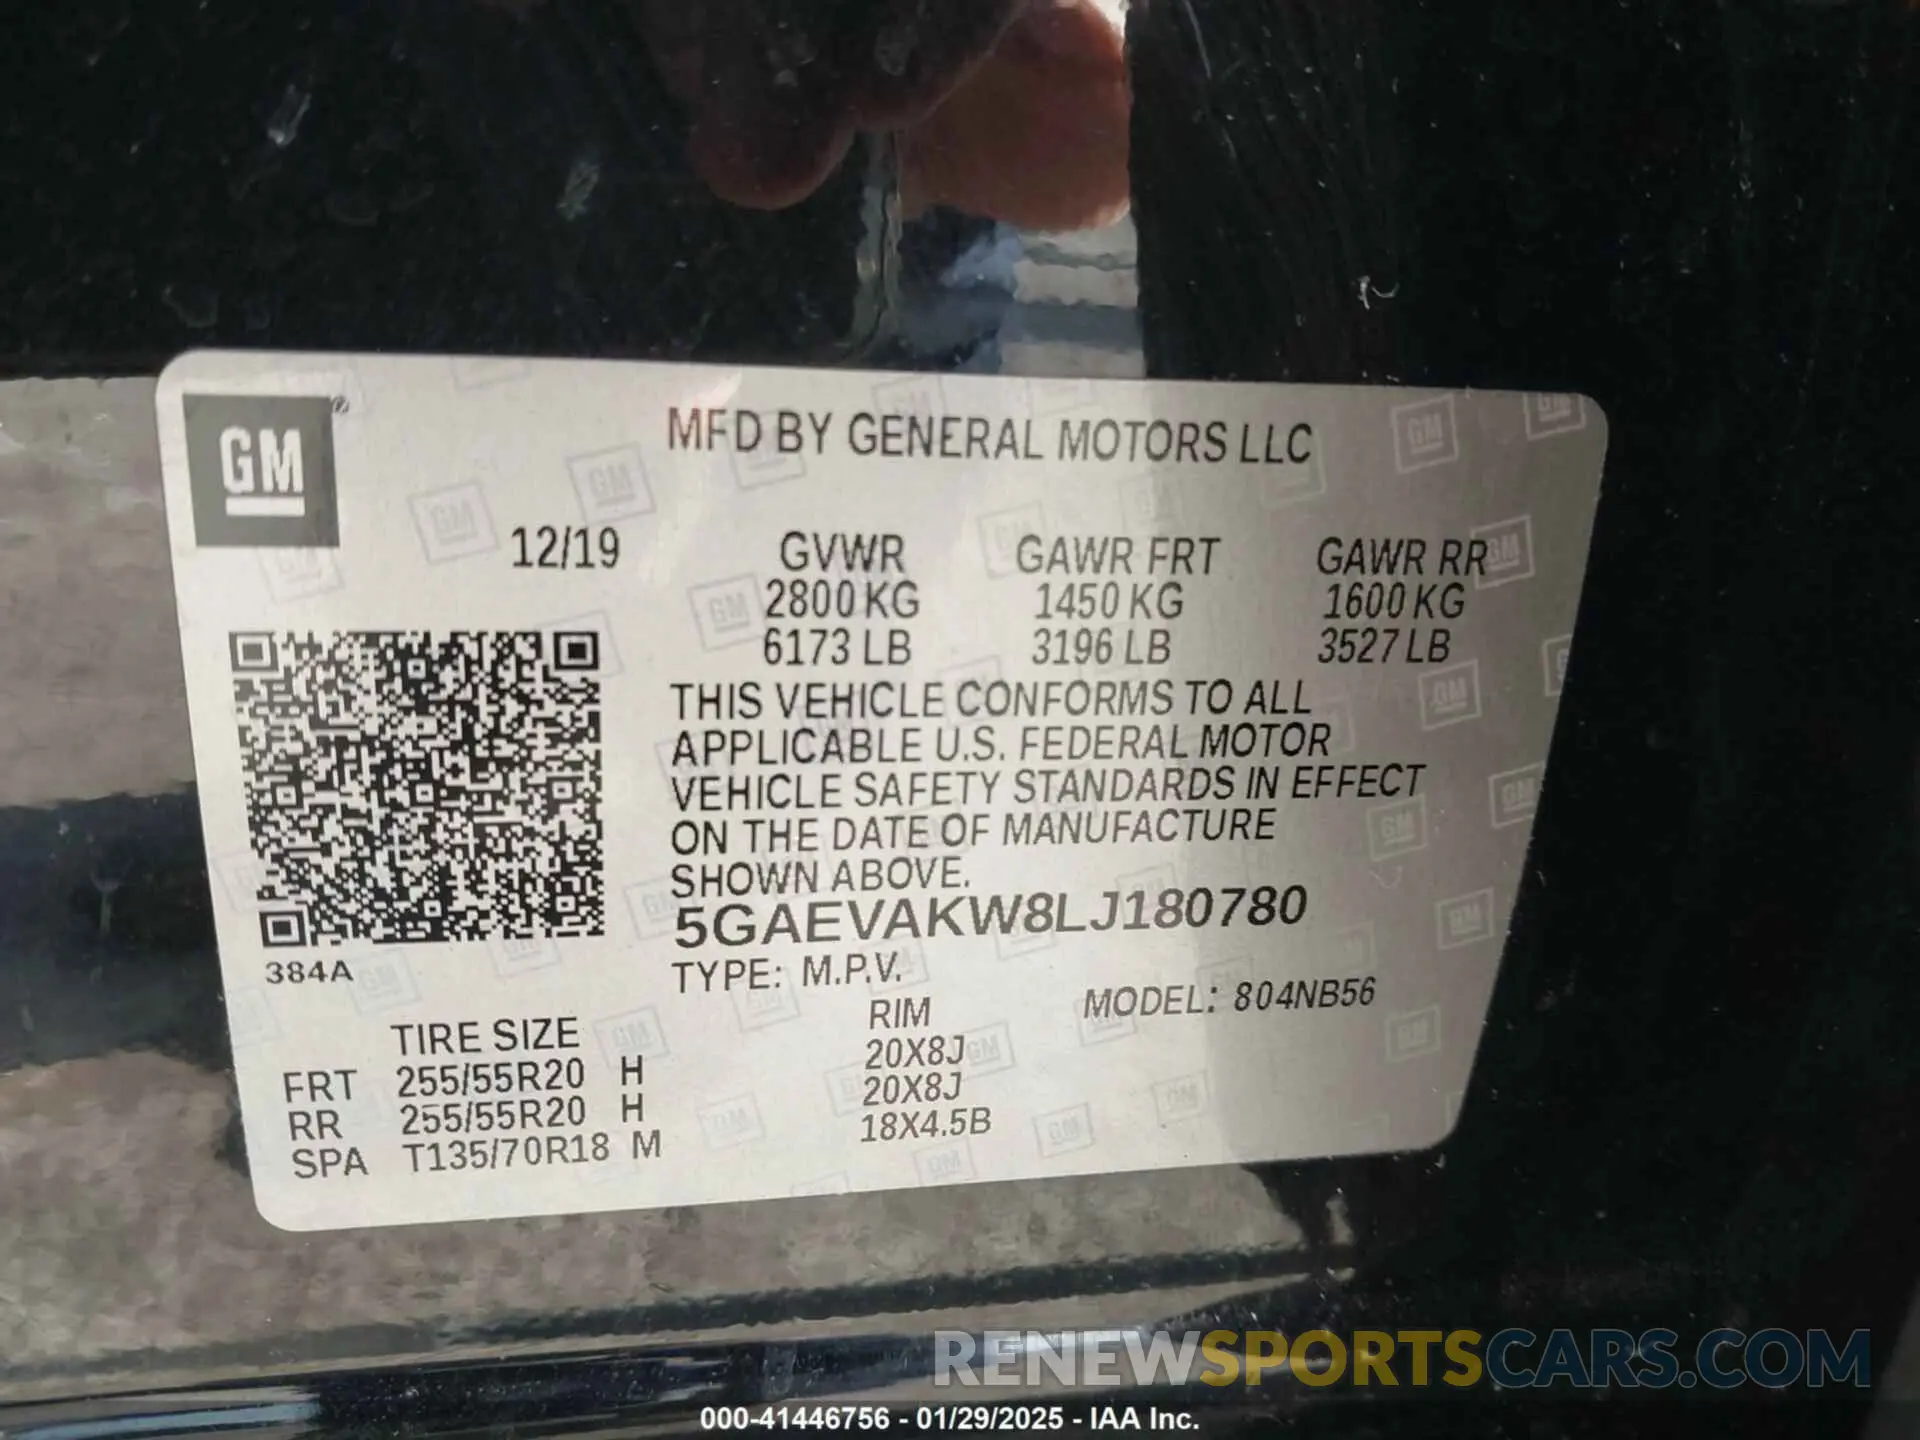 GM ®
MFD BY GENERAL MOTORS LLC
12/19
GVWR GAWR FRT GAWR RR
2800 KG 1450 KG 1600 KG
6173 LB 3196 LB 3527 LB
THIS VEHICLE CONFORMS TO ALL
APPLICABLE U.S. FEDERAL MOTOR
VEHICLE SAFETY STANDARDS IN EFFECT
ON THE DATE OF MANUFACTURE
SHOWN ABOVE.
5GAEVAKW8LJ180780
384A
TYPE: M.P.V.
MODEL: 804NB56
TIRE SIZE RIM
FRT 255/55R20 H 20X8J
RR 255/55R20 H 20X8J
SPA T135/70R18 M 18X4.5B
RENEWSPORTSCARS.COM
000-41446756 - 01/29/2025 - IAA Inc.